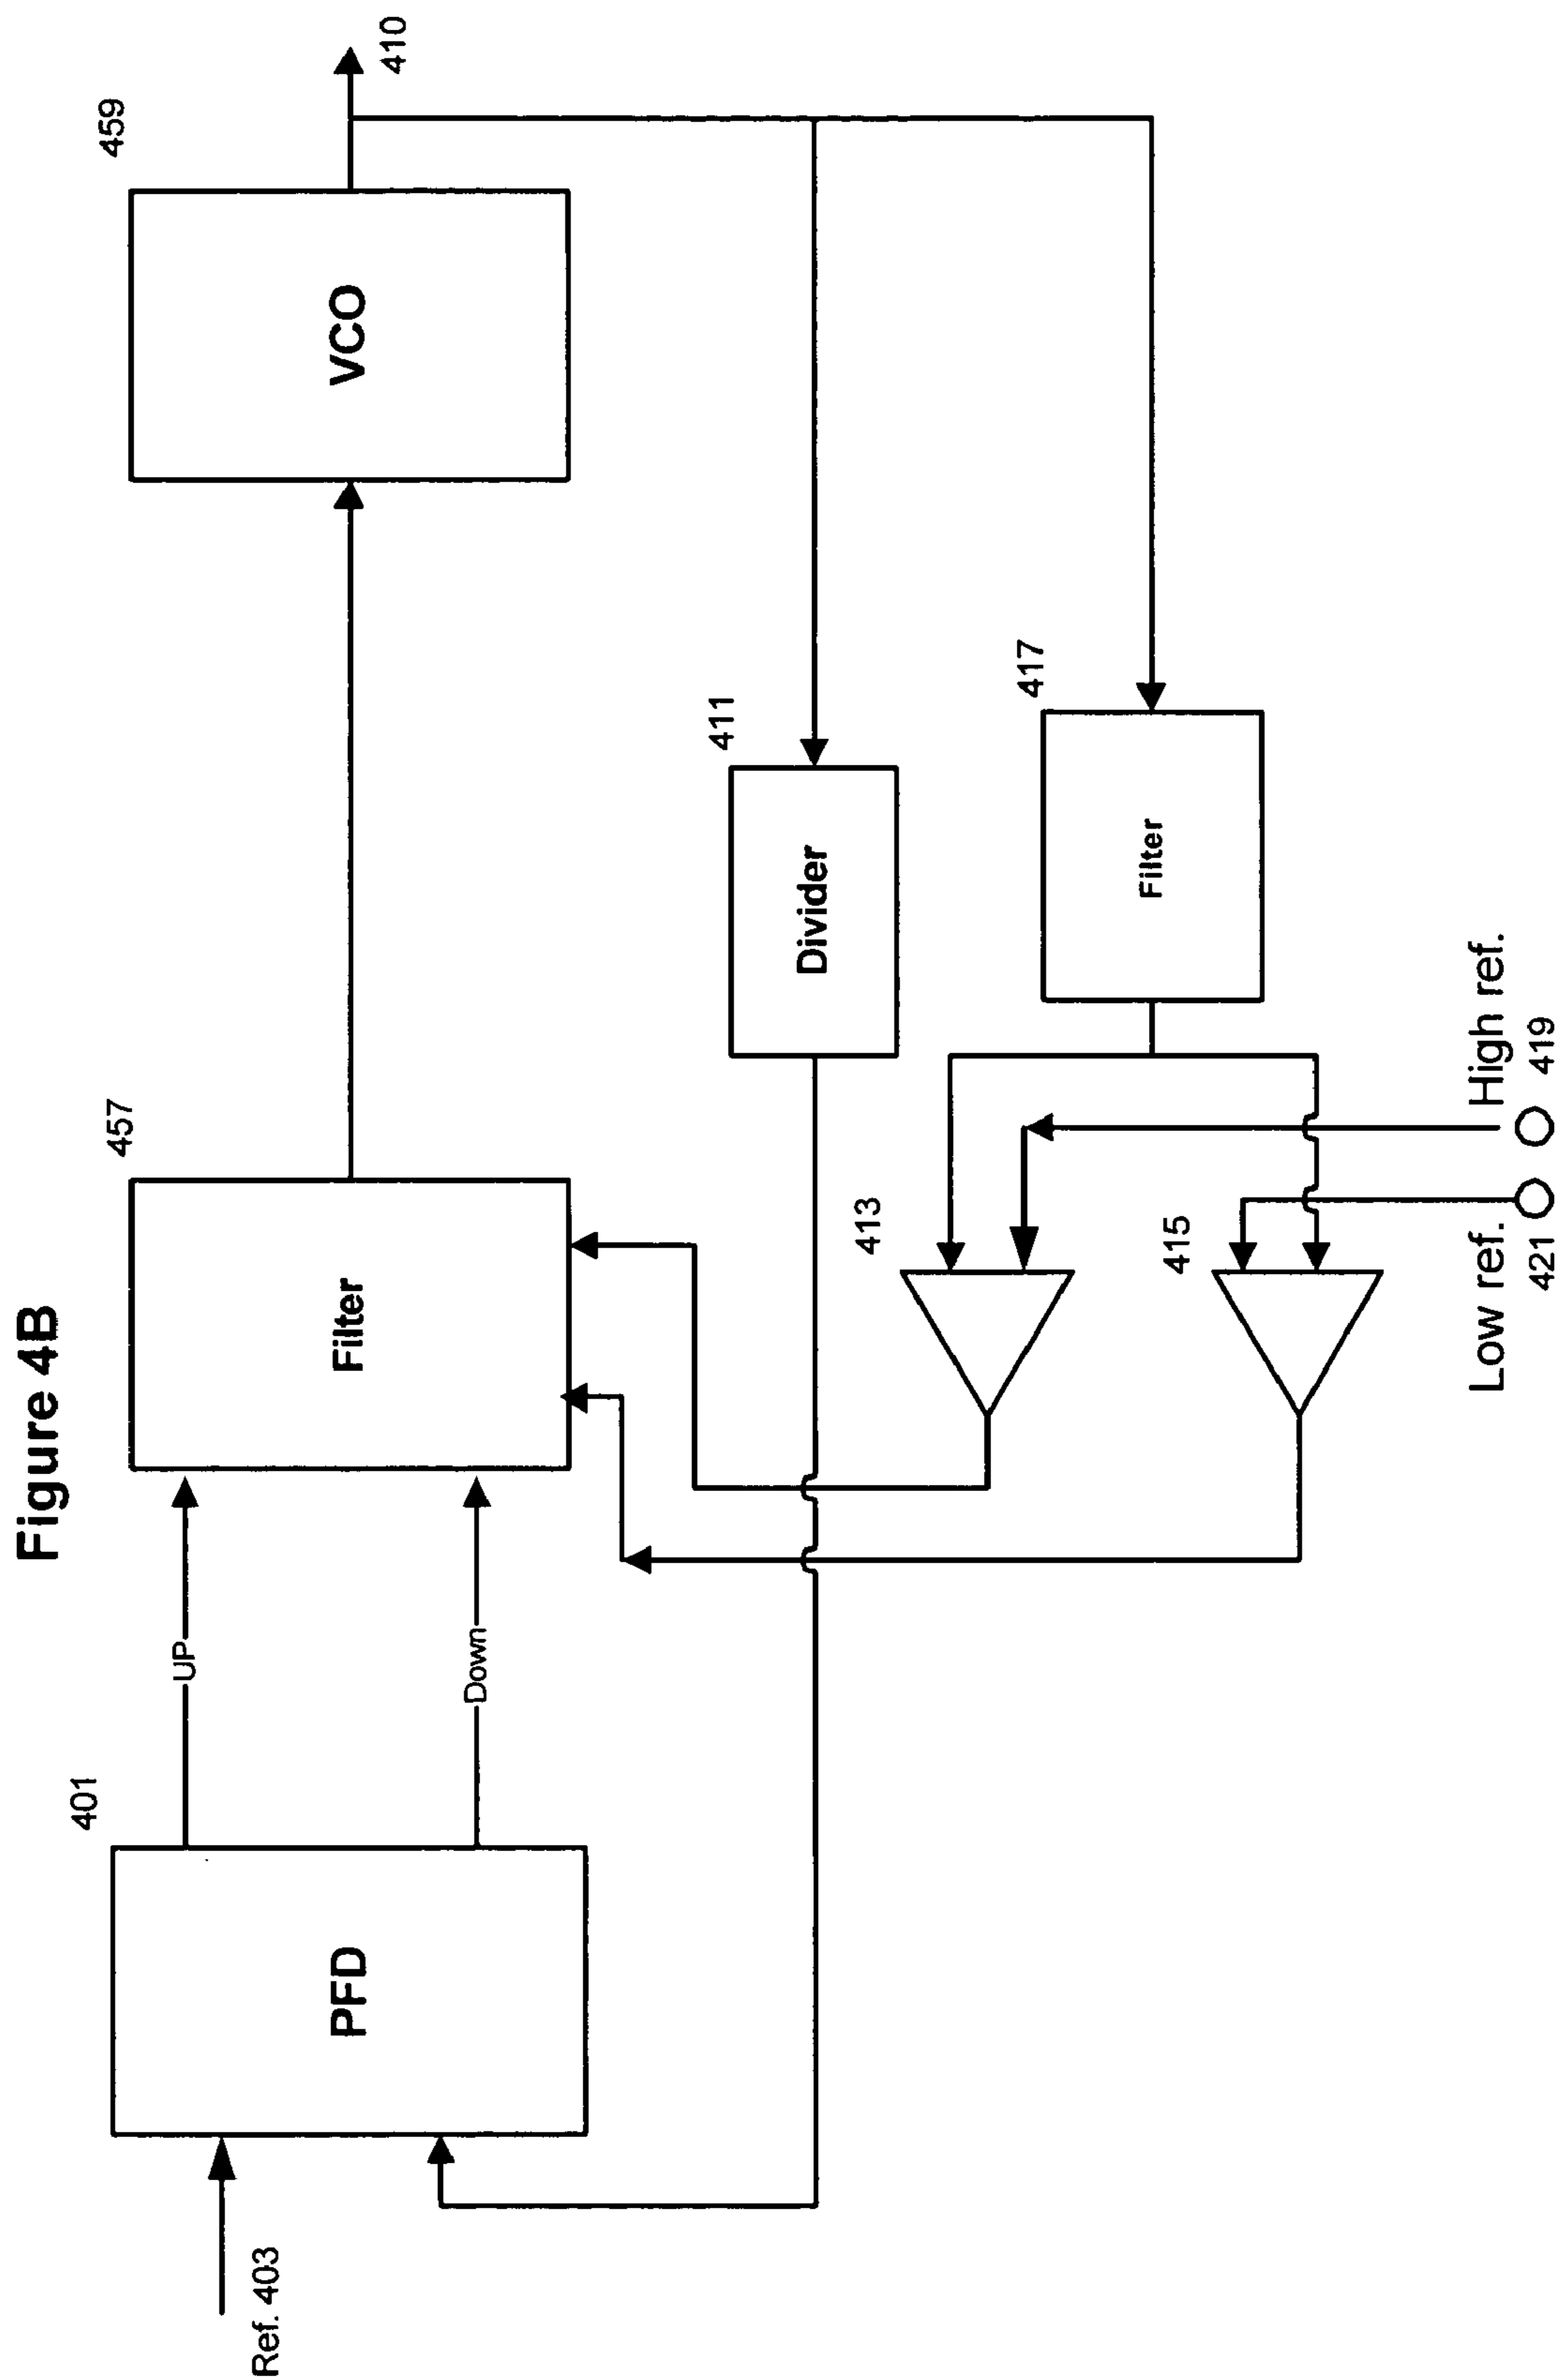 Figure 4B
401
457
459
UP
PFD
Filter
VCO
410
Down
Ref. 403
411
Divider
413
417
Filter
415
Low ref.
High ref.
421
419